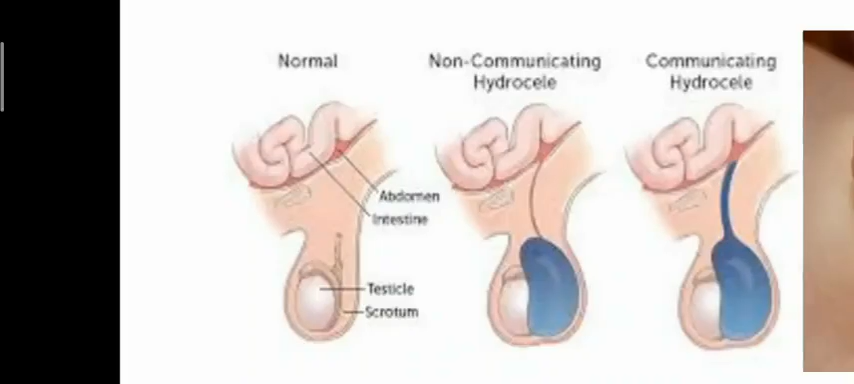 Normal
Non-Communicating
Hydrocele
Communicating
Hydrocele
Abdomen
Intestine
Testicle
Scrotum